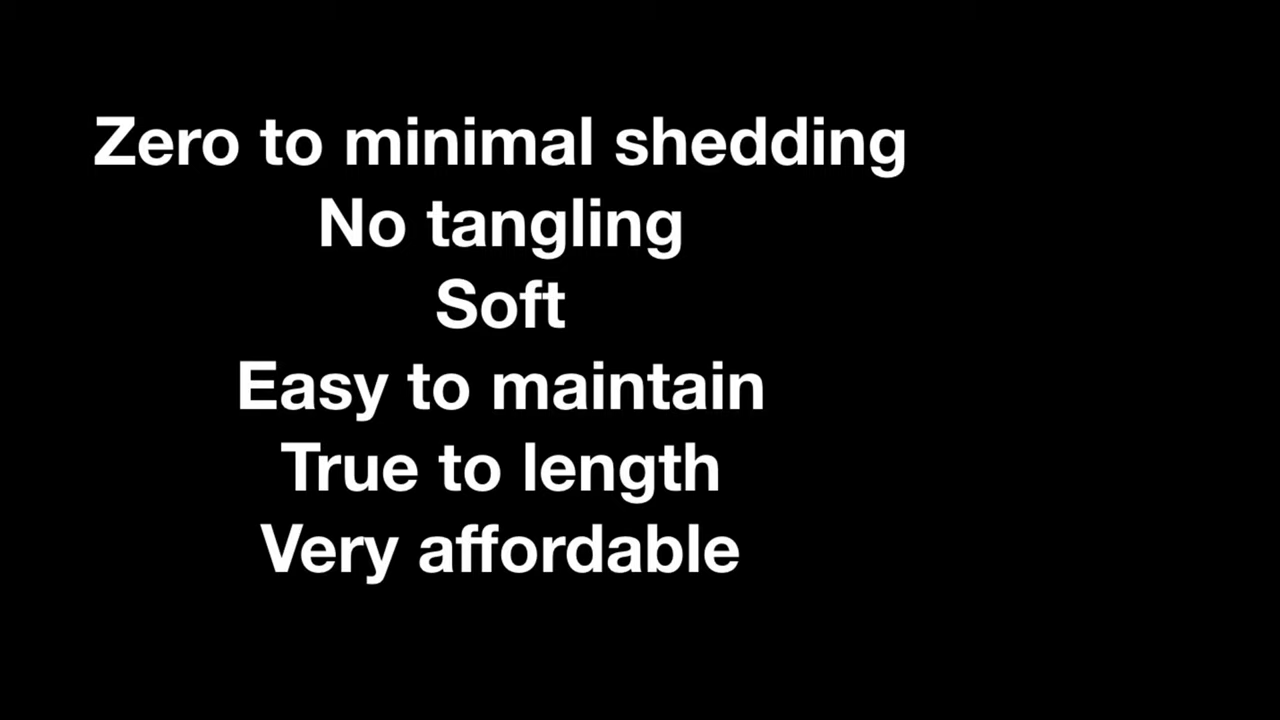 Zero to minimal shedding
No tangling
Soft
Easy to maintain
True to length
Very affordable